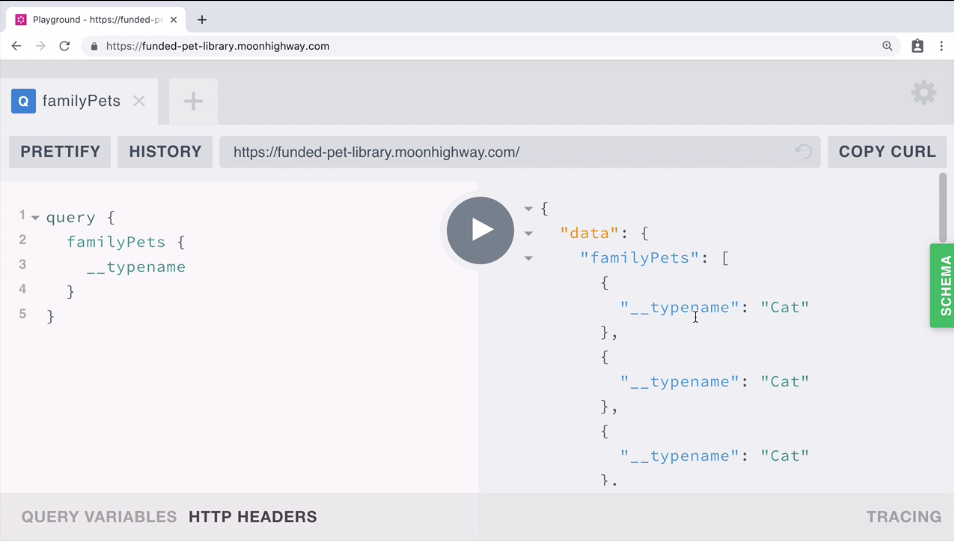 Playground - https://funded-pe
https://funded-pet-library.moonhighway.com
Q familyPets
PRETTIFY HISTORY https://funded-pet-library.moonhighway.com/ COPY CURL
1 query {
2 familyPets {
3 __typename
4 }
5 }
{
"data": {
"familyPets": [
{
"__typename": "Cat"
},
{
"__typename": "Cat"
},
{
"__typename": "Cat"
},
SCHEMA
QUERY VARIABLES HTTP HEADERS
TRACING